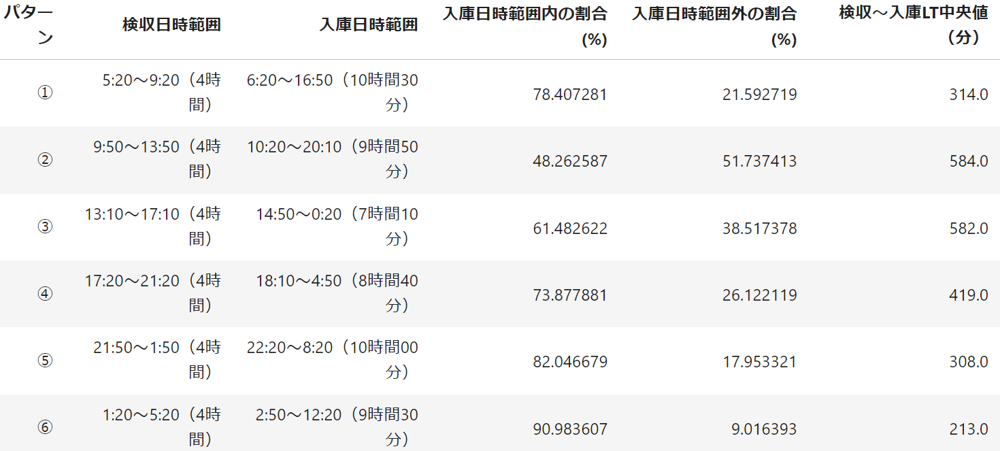 パターン 検収日時範囲 入庫日時範囲 入庫日時範囲内の割合(%) 入庫日時範囲外の割合(%) 検収～入庫LT中央値（分）
① 5:20～9:20（4時間） 6:20～16:50（10時間30分） 78.407281 21.592719 314.0
② 9:50～13:50（4時間） 10:20～20:10（9時間50分） 48.262587 51.737413 584.0
③ 13:10～17:10（4時間） 14:50～0:20（7時間10分） 61.482622 38.517378 582.0
④ 17:20～21:20（4時間） 18:10～4:50（8時間40分） 73.877881 26.122119 419.0
⑤ 21:50～1:50（4時間） 22:20～8:20（10時間00分） 82.046679 17.953321 308.0
⑥ 1:20～5:20（4時間） 2:50～12:20（9時間30分） 90.983607 9.016393 213.0